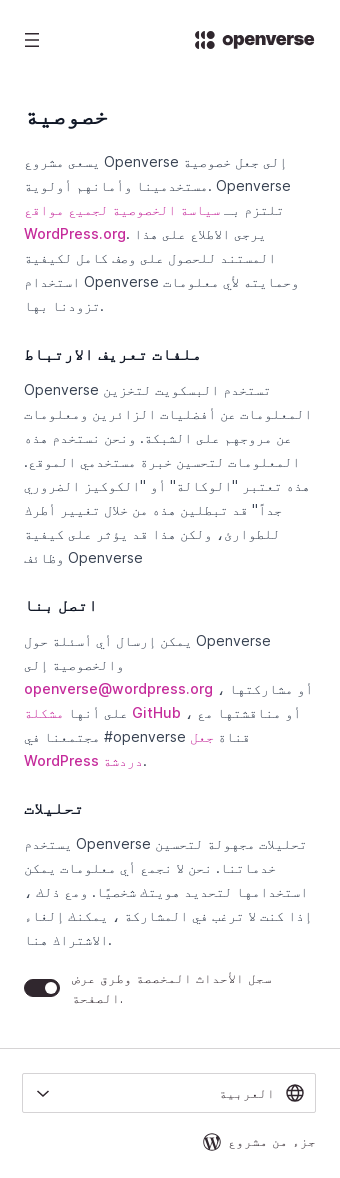 openverse
خصوصية
يسعى مشروع Openverse إلى جعل خصوصية
مستخدمينا وأمانهم أولوية. Openverse
تلتزم بـ سياسة الخصوصية لجميع مواقع
WordPress.org. يرجى الاطلاع على هذا
المستند للحصول على وصف كامل لكيفية
استخدام Openverse وحمايته لأي معلومات
تزودنا بها.
ملفات تعريف الارتباط
Openverse تستخدم البسكويت لتخزين
المعلومات عن أفضليات الزائرين ومعلومات
عن مروجهم على الشبكة. ونحن نستخدم هذه
المعلومات لتحسين خبرة مستخدمي الموقع.
هذه تعتبر "الوكالة" أو "الكوكيز الضروري
جداً" قد تبطلين هذه من خلال تغيير أطرك
للطوارئ، ولكن هذا قد يؤثر على كيفية
وظائف Openverse
اتصل بنا
يمكن إرسال أي أسئلة حول Openverse
والخصوصية إلى
openverse@wordpress.org ، أو مشاركتها
على أنها مشكلة GitHub ، أو مناقشتها مع
مجتمعنا في #openverse قناة جعل
WordPress دردشة.
تحليلات
يستخدم Openverse تحليلات مجهولة لتحسين
خدماتنا. نحن لا نجمع أي معلومات يمكن
استخدامها لتحديد هويتك شخصيًا. ومع ذلك ،
إذا كنت لا ترغب في المشاركة ، يمكنك إلغاء
الاشتراك هنا.
سجل الأحداث المخصصة وطرق عرض
الصفحة.
العربية
جزء من مشروع